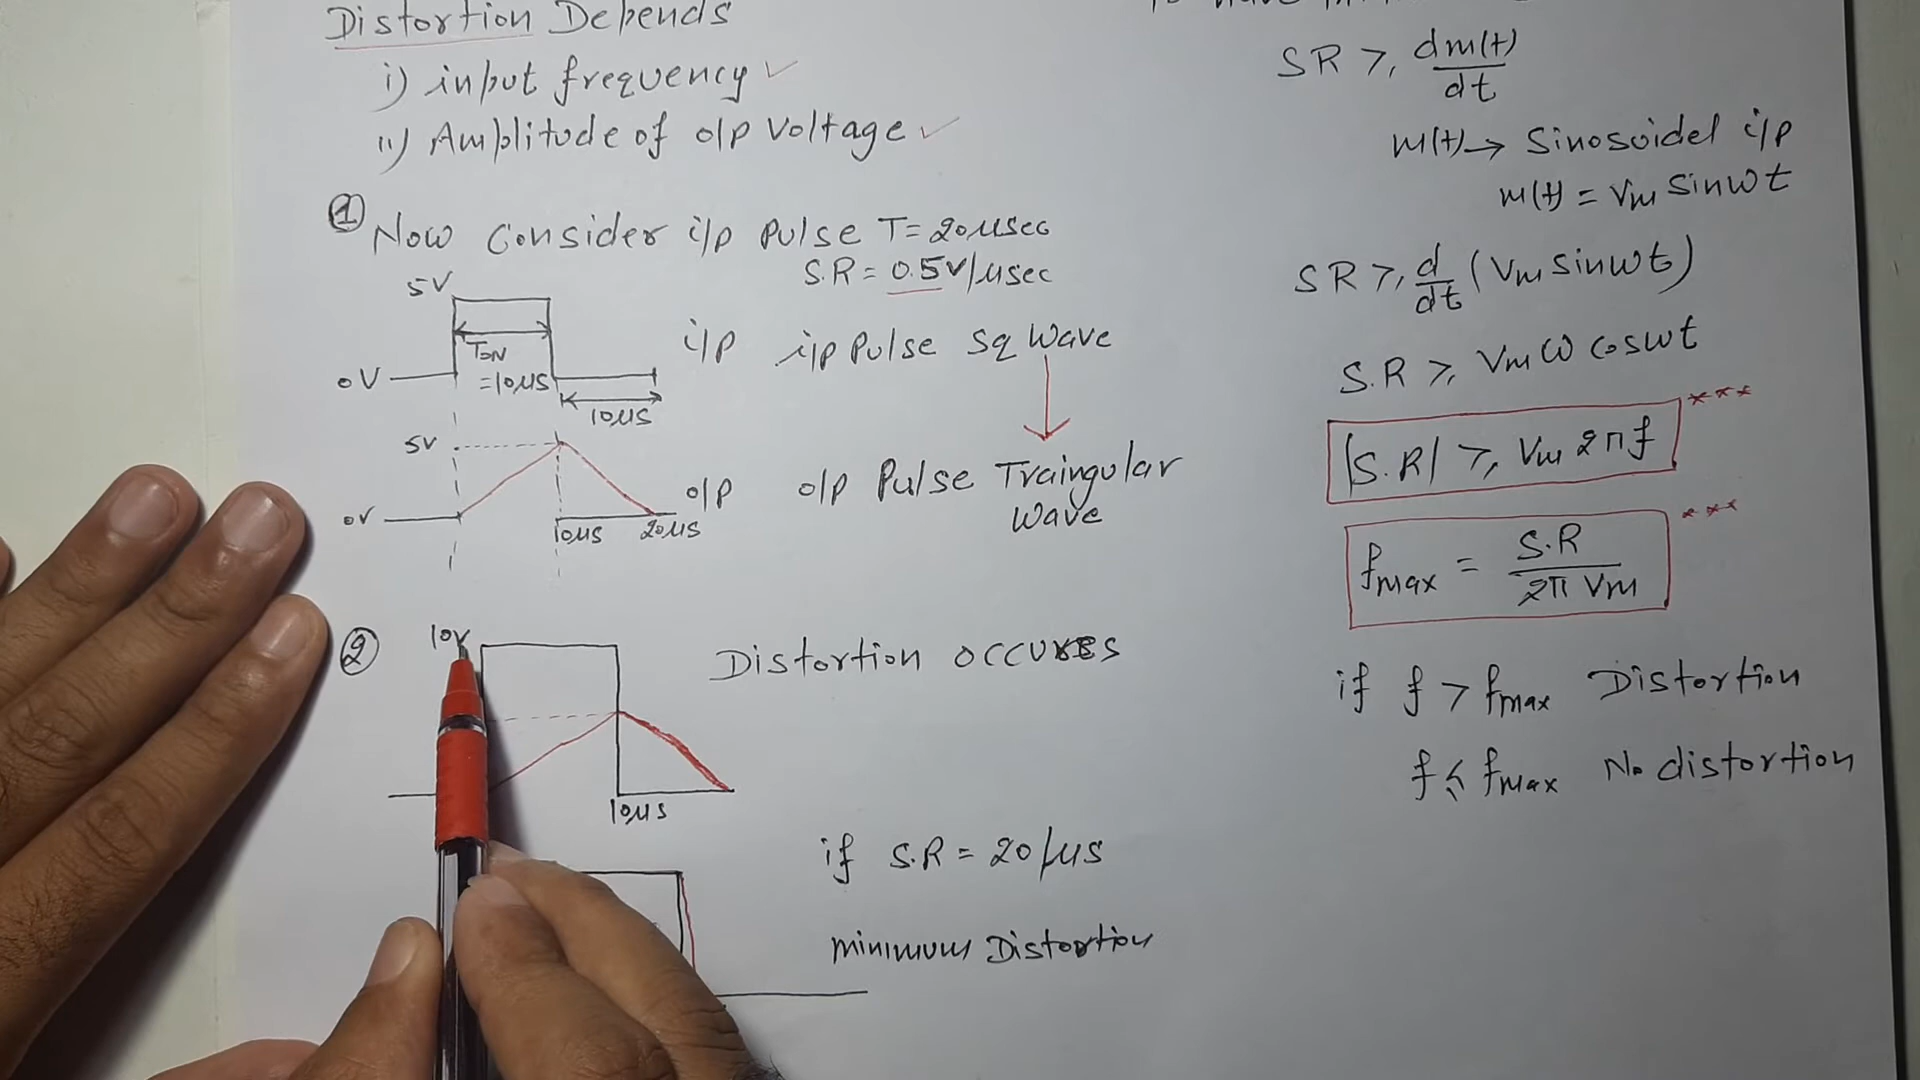 Distortion Depends
i) input frequency ✓
ii) Amplitude of o/p Voltage ✓
① Now Consider i/p Pulse T = 20μsec
S.R = 0.5V/μsec
5V
TON
= 10μs
0V
10μs
i/p i/p Pulse Sq Wave
5V
0V
10μs 20μs
o/p o/p Pulse Traingular
Wave
② 10V
Distortion occures
10μs
if S.R = 20/μs
minimum Distortion
SR ≥ dm(t)/dt
m(t) → Sinosoidel i/p
m(t) = Vm Sinωt
SR ≥ d/dt (Vm Sinωt)
S.R ≥ Vm ω cosωt
|S.R| ≥ Vm 2πf ***
fmax = S.R / 2π Vm ***
if f > fmax Distortion
f ≤ fmax No distortion